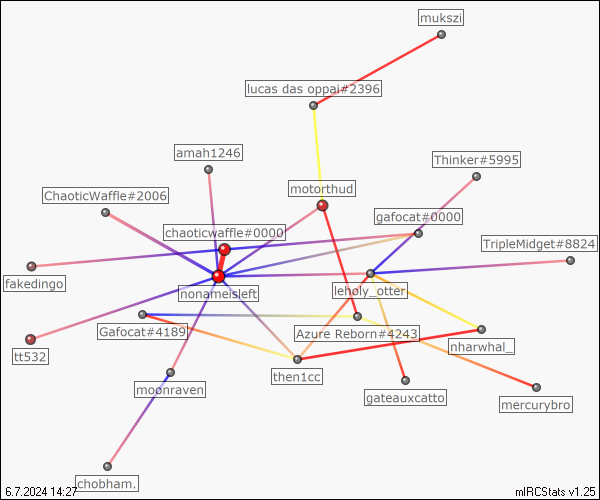 mukszi
lucas das oppai#2396
amah1246
Thinker#5995
ChaoticWaffle#2006
motorthud
gafocat#0000
chaoticwaffle#0000
TripleMidget#8824
fakedingo
nonameisleft
leholy_otter
Gafocat#4189
Azure Reborn#4243
nharwhal_
tt532
then1cc
moonraven
gateauxcatto
mercurybro
chobham.
6.7.2024 14:27
mIRCStats v1.25